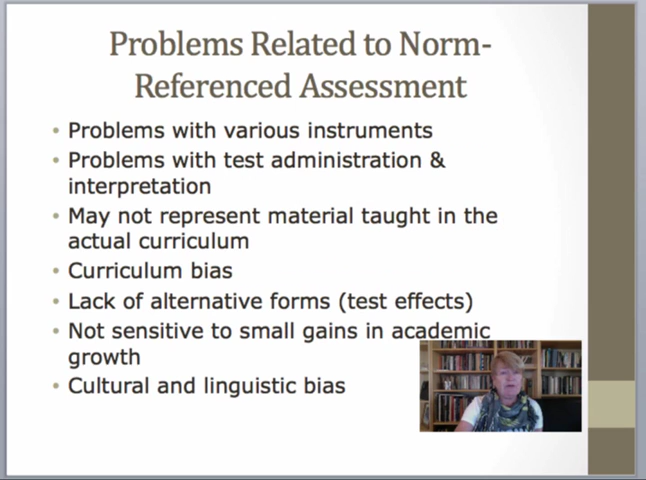 Problems Related to Norm-
Referenced Assessment
• Problems with various instruments
• Problems with test administration &
interpretation
• May not represent material taught in the
actual curriculum
• Curriculum bias
• Lack of alternative forms (test effects)
• Not sensitive to small gains in academic
growth
• Cultural and linguistic bias